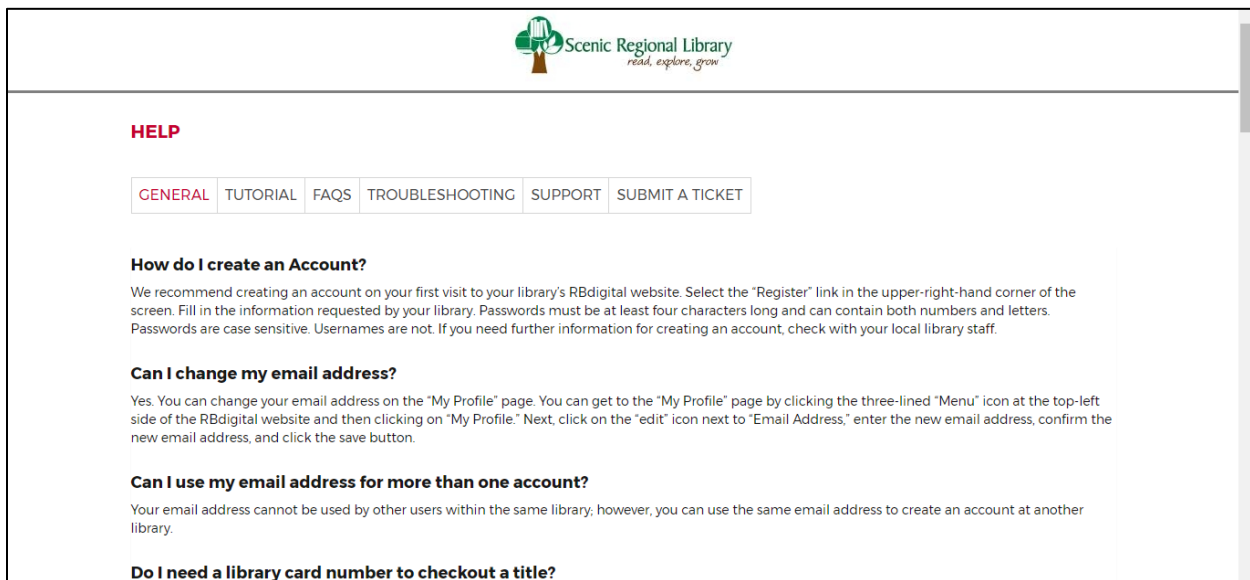 Scenic Regional Library
read, explore, grow
HELP
GENERAL TUTORIAL FAQS TROUBLESHOOTING SUPPORT SUBMIT A TICKET
How do I create an Account?
We recommend creating an account on your first visit to your library's RBdigital website. Select the "Register" link in the upper-right-hand corner of the
screen. Fill in the information requested by your library. Passwords must be at least four characters long and can contain both numbers and letters.
Passwords are case sensitive. Usernames are not. If you need further information for creating an account, check with your local library staff.
Can I change my email address?
Yes. You can change your email address on the "My Profile" page. You can get to the "My Profile" page by clicking the three-lined "Menu" icon at the top-left
side of the RBdigital website and then clicking on "My Profile." Next, click on the "edit" icon next to "Email Address," enter the new email address, confirm the
new email address, and click the save button.
Can I use my email address for more than one account?
Your email address cannot be used by other users within the same library; however, you can use the same email address to create an account at another
library.
Do I need a library card number to checkout a title?